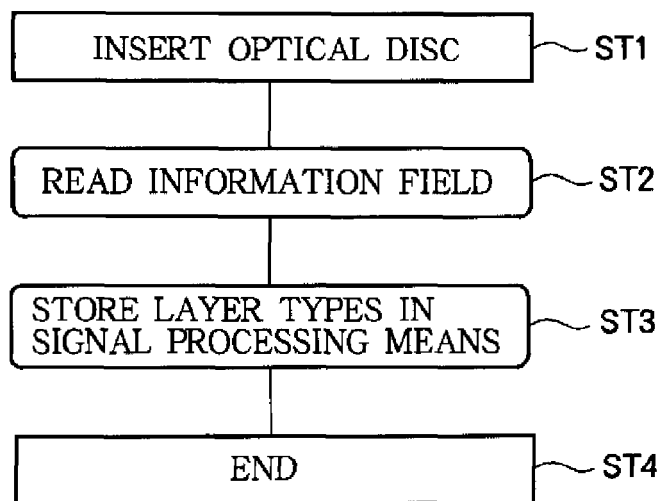 INSERT OPTICAL DISC ST1
READ INFORMATION FIELD ST2
STORE LAYER TYPES IN
SIGNAL PROCESSING MEANS ST3
END ST4